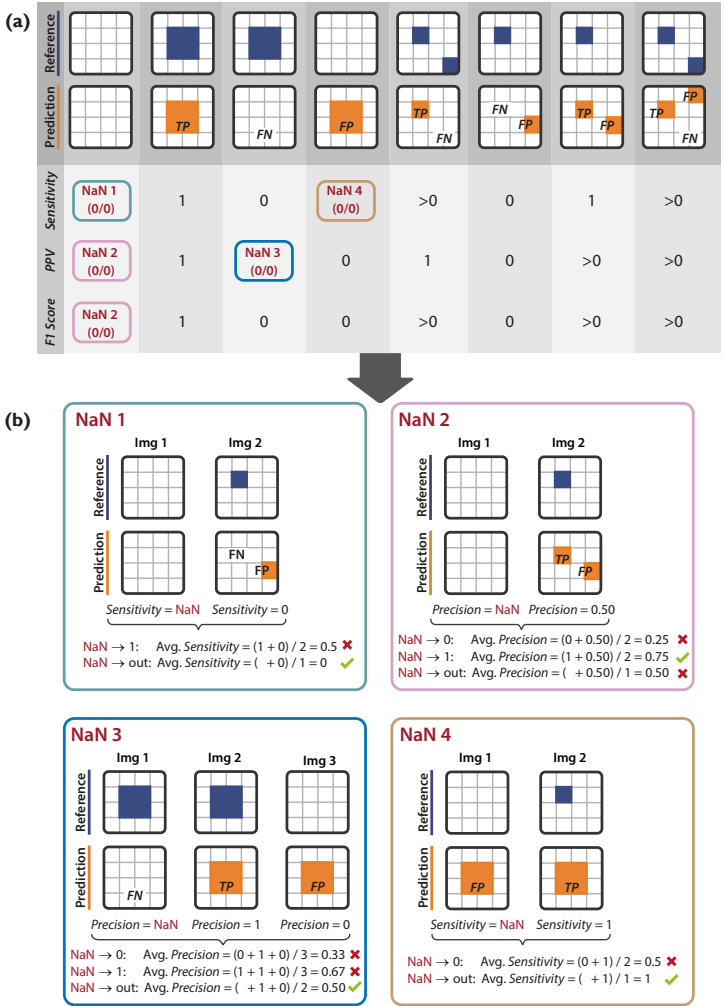 (a)
Reference
Prediction
TP
FN
FP
TP
FN
FN
FP
TP
FP
TP
FP
FN
Sensitivity
NaN 1
(0/0)
1
0
NaN 4
(0/0)
>0
0
1
>0
PPV
NaN 2
(0/0)
1
NaN 3
(0/0)
0
1
0
>0
>0
F1 Score
NaN 2
(0/0)
1
0
0
>0
0
>0
>0
(b)
NaN 1
Img 1 Img 2
Reference
Prediction
FN
FP
Sensitivity = NaN Sensitivity = 0
NaN → 1: Avg. Sensitivity = (1 + 0) / 2 = 0.5 ✖
NaN → out: Avg. Sensitivity = ( + 0) / 1 = 0 ✓
NaN 2
Img 1 Img 2
Reference
Prediction
TP
FP
Precision = NaN Precision = 0.50
NaN → 0: Avg. Precision = (0 + 0.50) / 2 = 0.25 ✖
NaN → 1: Avg. Precision = (1 + 0.50) / 2 = 0.75 ✓
NaN → out: Avg. Precision = ( + 0.50) / 1 = 0.50 ✖
NaN 3
Img 1 Img 2 Img 3
Reference
Prediction
FN
TP
FP
Precision = NaN Precision = 1 Precision = 0
NaN → 0: Avg. Precision = (0 + 1 + 0) / 3 = 0.33 ✖
NaN → 1: Avg. Precision = (1 + 1 + 0) / 3 = 0.67 ✖
NaN → out: Avg. Precision = ( + 1 + 0) / 2 = 0.50 ✓
NaN 4
Img 1 Img 2
Reference
Prediction
FP
TP
Sensitivity = NaN Sensitivity = 1
NaN → 0: Avg. Sensitivity = (0 + 1) / 2 = 0.5 ✖
NaN → out: Avg. Sensitivity = ( + 1) / 1 = 1 ✓